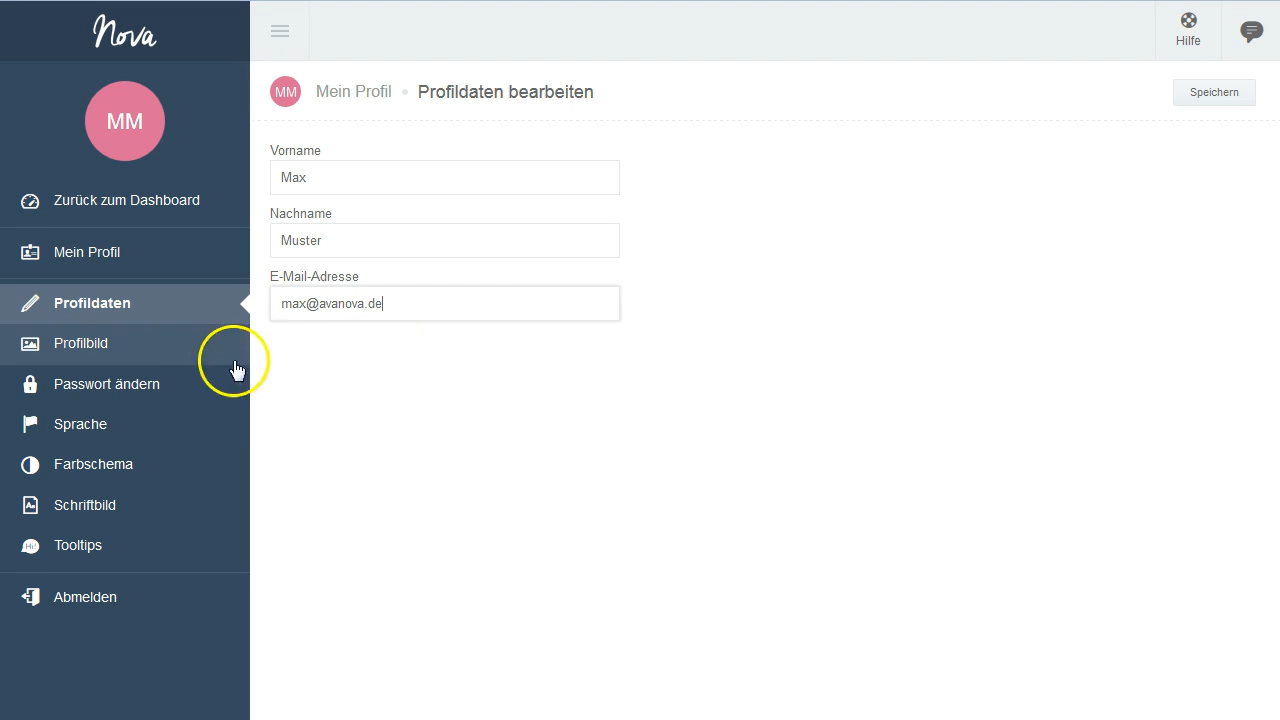 Nova
MM
Zurück zum Dashboard
Mein Profil
Profildaten
Profilbild
Passwort ändern
Sprache
Farbschema
Schriftbild
Hi!
Tooltips
Abmelden
Hilfe
MM Mein Profil Profildaten bearbeiten
Speichern
Vorname
Max
Nachname
Muster
E-Mail-Adresse
max@avanova.de